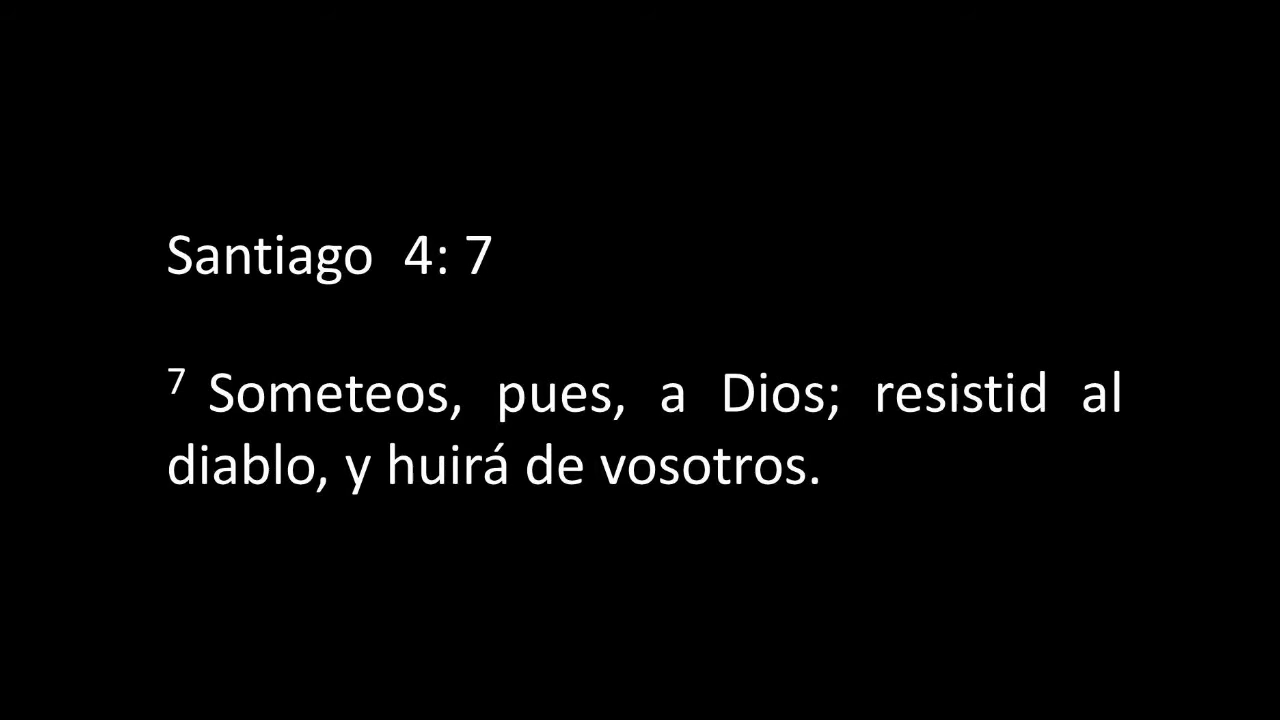 Santiago  4: 7
⁷ Someteos, pues, a Dios; resistid al
diablo, y huirá de vosotros.